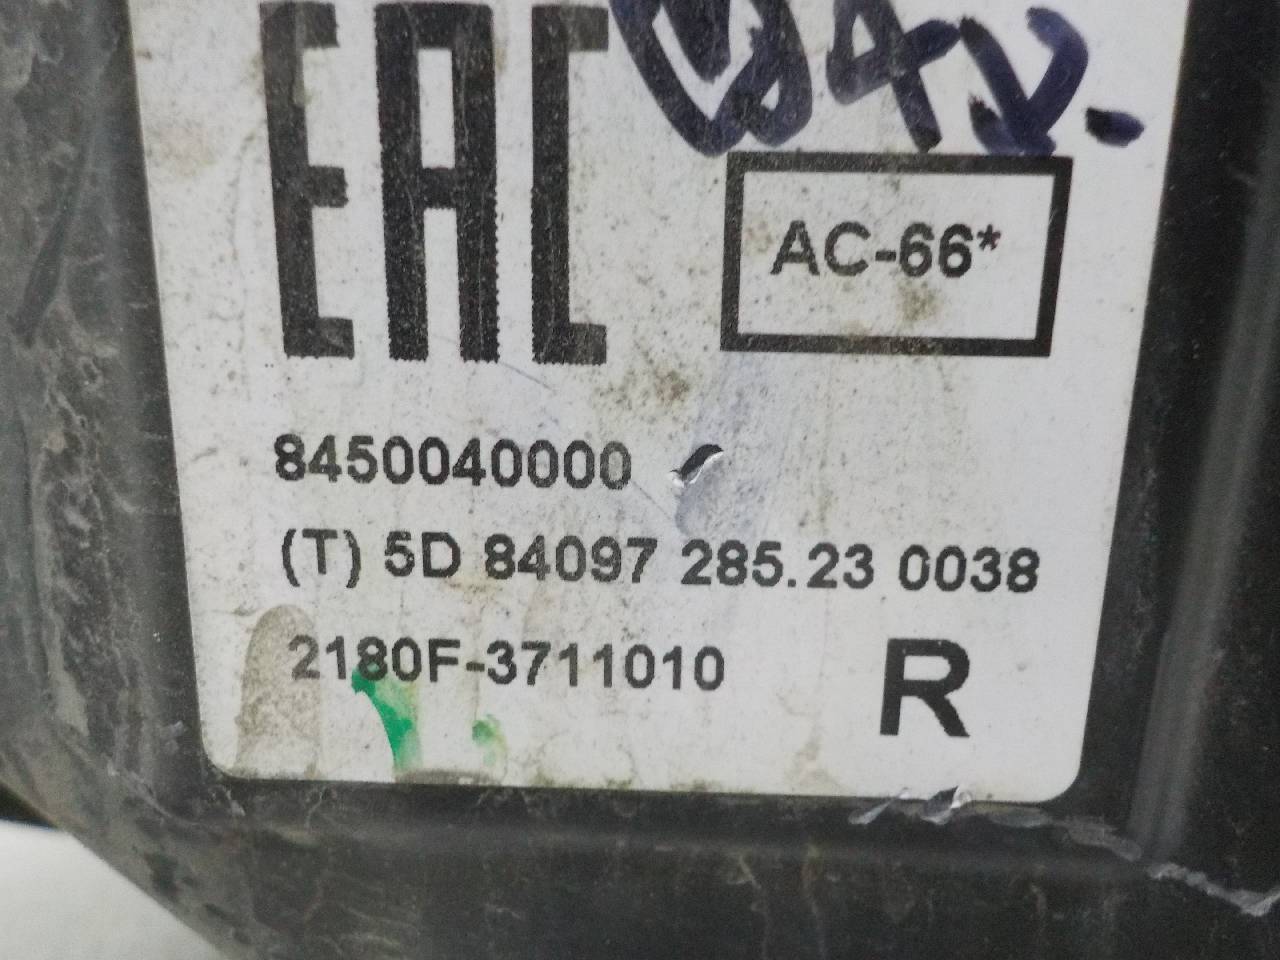 EAC
AC-66*
8450040000
(T) 5D 84097 285.23 0038
2180F-3711010
R